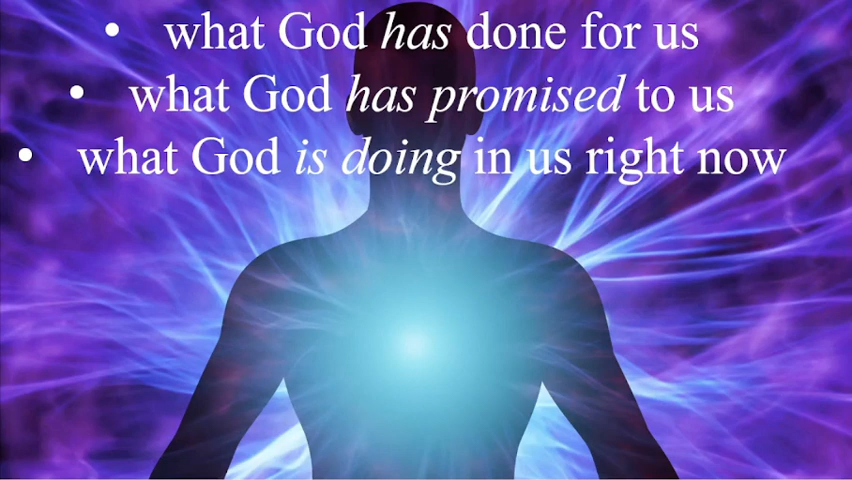 • what God has done for us
• what God has promised to us
• what God is doing in us right now